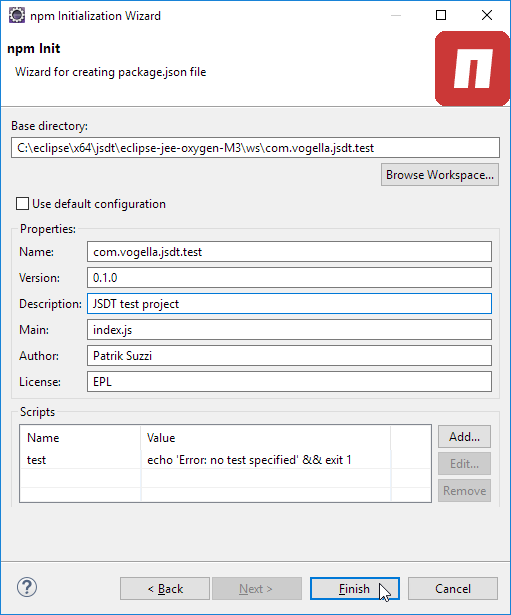 npm Initialization Wizard
npm Init
Wizard for creating package.json file
Base directory:
C:\eclipse\x64\jsdt\eclipse-jee-oxygen-M3\ws\com.vogella.jsdt.test
Browse Workspace...
Use default configuration
Properties:
Name: com.vogella.jsdt.test
Version: 0.1.0
Description: JSDT test project
Main: index.js
Author: Patrik Suzzi
License: EPL
Scripts
Name Value Add...
test echo 'Error: no test specified' && exit 1 Edit...
Remove
? < Back Next > Finish Cancel